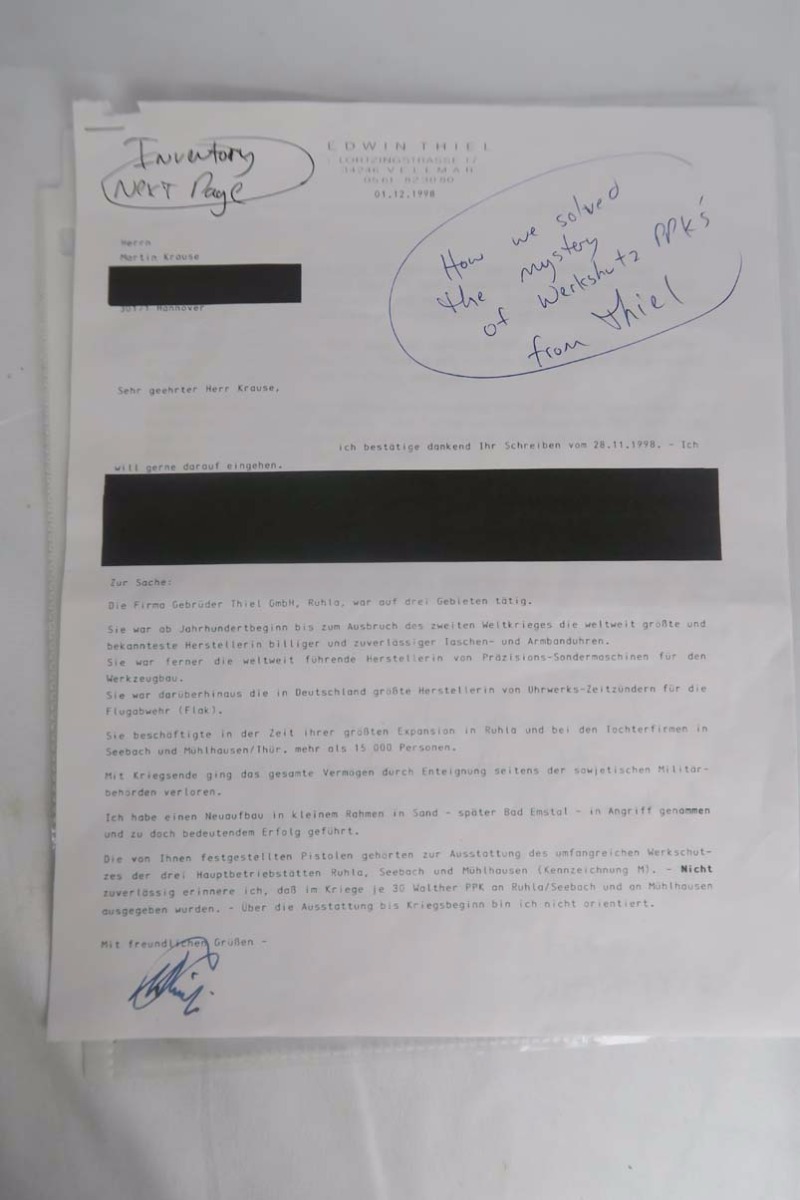 Inventory
Next Page
EDWIN THIEL
LORTZINGSTRASSE 17
34246 VELLMAR
01.12.1998
How we solved
the mystery
of Werkshutz PPK's
from Thiel
Herrn
Martin Krause
Hannover
Sehr geehrter Herr Krause,
ich bestätige dankend Ihr Schreiben vom 28.11.1998. - Ich
will gerne darauf eingehen.
Zur Sache:
Die Firma Gebrüder Thiel GmbH, Ruhla, war auf drei Gebieten tätig.
Sie war ab Jahrhundertbeginn bis zum Ausbruch des zweiten Weltkrieges die weltweit größte und
bekannteste Herstellerin billiger und zuverlässiger Taschen- und Armbanduhren.
Sie war ferner die weltweit führende Herstellerin von Präzisions-Sondermaschinen für den
Werkzeugbau.
Sie war darüberhinaus die in Deutschland größte Herstellerin von Uhrwerks-Zeitzündern für die
Flugabwehr (Flak).
Sie beschäftigte in der Zeit ihrer größten Expansion in Ruhla und bei den Tochterfirmen in
Seebach und Mühlhausen/Thür. mehr als 15 000 Personen.
Mit Kriegsende ging das gesamte Vermögen durch Enteignung seitens der sowjetischen Militär-
behörden verloren.
Ich habe einen Neuaufbau in kleinem Rahmen in Sand - später Bad Emstal - in Angriff genommen
und zu doch bedeutendem Erfolg geführt.
Die von Ihnen festgestellten Pistolen gehörten zur Ausstattung des umfangreichen Werkschut-
zes der drei Hauptbetriebstätten Ruhla, Seebach und Mühlhausen (Kennzeichnung M). - Nicht
zuverlässig erinnere ich, daß im Kriege je 30 Walther PPK an Ruhla/Seebach und an Mühlhausen
ausgegeben wurden. - Über die Ausstattung bis Kriegsbeginn bin ich nicht orientiert.
Mit freundlichen Grüßen -